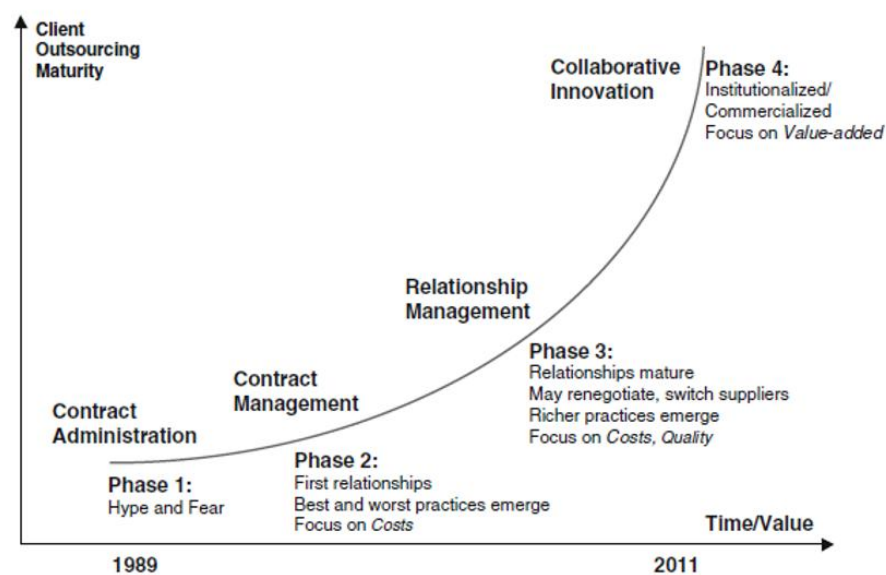 Client
Outsourcing
Maturity
Collaborative
Innovation
Phase 4:
Institutionalized/
Commercialized
Focus on Value-added
Relationship
Management
Phase 3:
Relationships mature
May renegotiate, switch suppliers
Richer practices emerge
Focus on Costs, Quality
Contract
Management
Phase 2:
First relationships
Best and worst practices emerge
Focus on Costs
Contract
Administration
Phase 1:
Hype and Fear
Time/Value
1989
2011